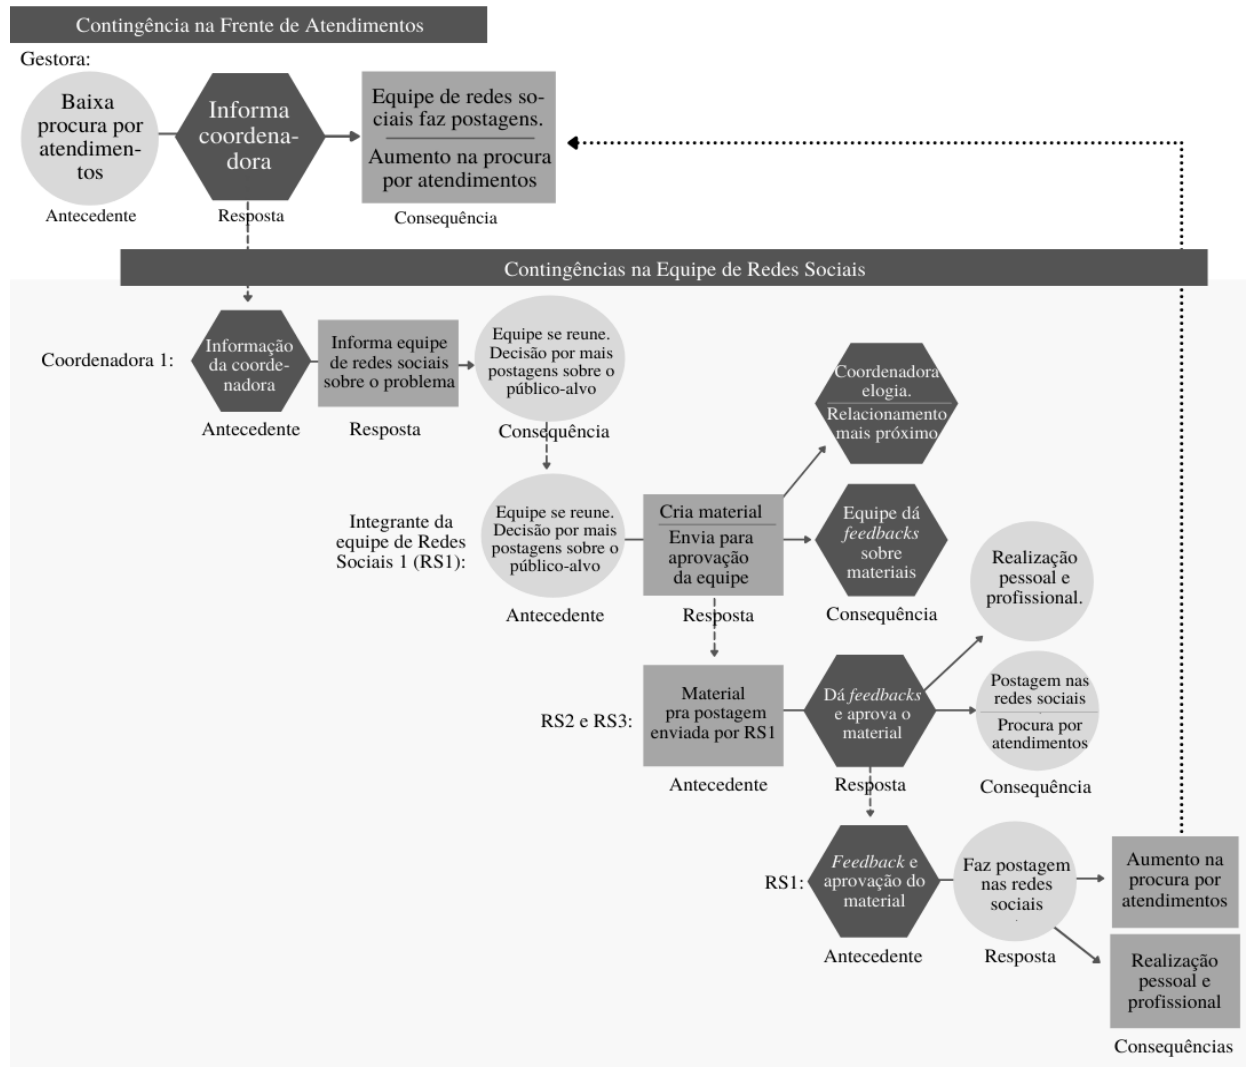 Contingência na Frente de Atendimentos
Gestora:
Baixa
procura por
atendimen-
tos
Antecedente
Informa
coordena-
dora
Resposta
Equipe de redes so-
ciais faz postagens.
Aumento na procura
por atendimentos
Consequência
Contingências na Equipe de Redes Sociais
Coordenadora 1:
Informação
da coorde-
nadora
Antecedente
Informa equipe
de redes sociais
sobre o problema
Resposta
Equipe se reune.
Decisão por mais
postagens sobre o
público-alvo
Consequência
Integrante da
equipe de Redes
Sociais 1 (RS1):
Equipe se reune.
Decisão por mais
postagens sobre o
público-alvo
Antecedente
Cria material
Envia para
aprovação
da equipe
Resposta
Coordenadora
elogia.
Relacionamento
mais próximo
Equipe dá
feedbacks
sobre
materiais
Consequência
RS2 e RS3:
Material
pra postagem
enviada por RS1
Antecedente
Dá feedbacks
e aprova o
material
Resposta
Realização
pessoal e
profissional.
Postagem nas
redes sociais
Procura por
atendimentos
Consequência
RS1:
Feedback e
aprovação do
material
Antecedente
Faz postagem
nas redes
sociais
.
Resposta
Aumento na
procura por
atendimentos
Realização
pessoal e
profissional
Consequências